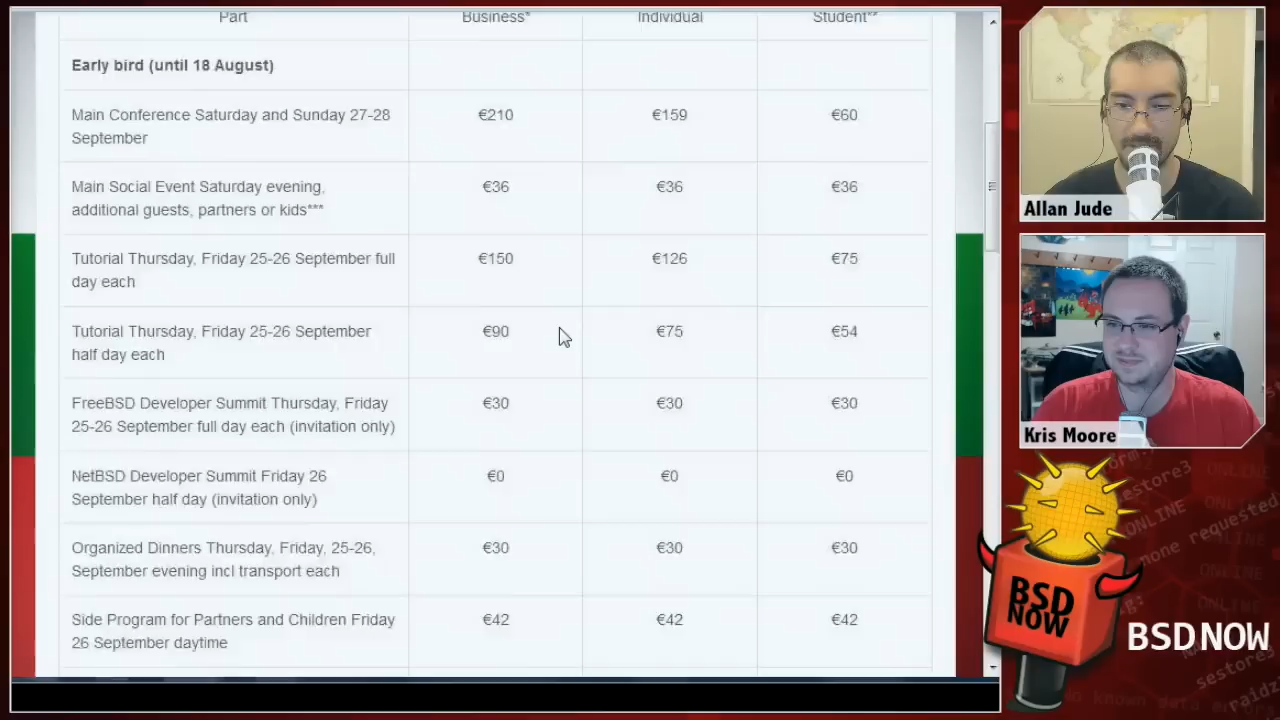 Part Business* Individual Student**
Early bird (until 18 August)
Main Conference Saturday and Sunday 27-28 €210 €159 €60
September
Main Social Event Saturday evening, €36 €36 €36
additional guests, partners or kids***
Tutorial Thursday, Friday 25-26 September full €150 €126 €75
day each
Tutorial Thursday, Friday 25-26 September €90 €75 €54
half day each
FreeBSD Developer Summit Thursday, Friday €30 €30 €30
25-26 September full day each (invitation only)
NetBSD Developer Summit Friday 26 €0 €0 €0
September half day (invitation only)
Organized Dinners Thursday, Friday, 25-26, €30 €30 €30
September evening incl transport each
Side Program for Partners and Children Friday €42 €42 €42
26 September daytime
Allan Jude
Kris Moore
BSD
NOW
BSDNOW